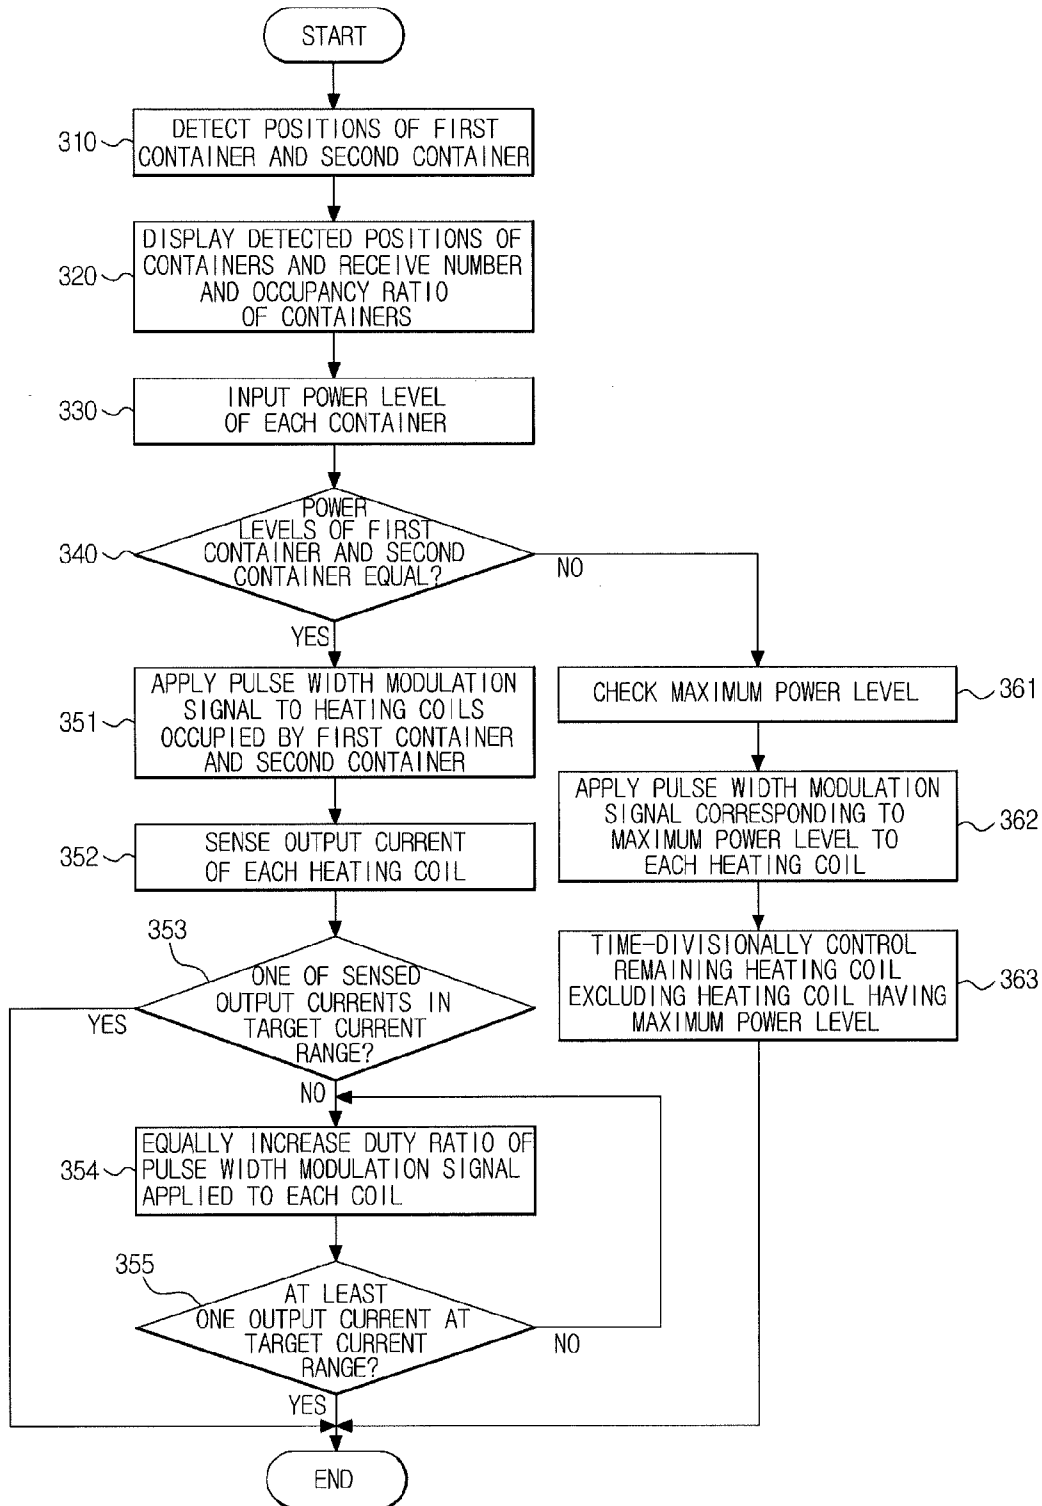 START
310
DETECT POSITIONS OF FIRST
CONTAINER AND SECOND CONTAINER
320
DISPLAY DETECTED POSITIONS OF
CONTAINERS AND RECEIVE NUMBER
AND OCCUPANCY RATIO
OF CONTAINERS
330
INPUT POWER LEVEL
OF EACH CONTAINER
340
POWER
LEVELS OF FIRST
CONTAINER AND SECOND
CONTAINER EQUAL?
NO
YES
351
APPLY PULSE WIDTH MODULATION
SIGNAL TO HEATING COILS
OCCUPIED BY FIRST CONTAINER
AND SECOND CONTAINER
CHECK MAXIMUM POWER LEVEL
361
352
SENSE OUTPUT CURRENT
OF EACH HEATING COIL
APPLY PULSE WIDTH MODULATION
SIGNAL CORRESPONDING TO
MAXIMUM POWER LEVEL TO
EACH HEATING COIL
362
353
ONE OF SENSED
OUTPUT CURRENTS IN
TARGET CURRENT
RANGE?
YES
NO
TIME-DIVISIONALLY CONTROL
REMAINING HEATING COIL
EXCLUDING HEATING COIL HAVING
MAXIMUM POWER LEVEL
363
354
EQUALLY INCREASE DUTY RATIO OF
PULSE WIDTH MODULATION SIGNAL
APPLIED TO EACH COIL
355
AT LEAST
ONE OUTPUT CURRENT AT
TARGET CURRENT
RANGE?
NO
YES
END